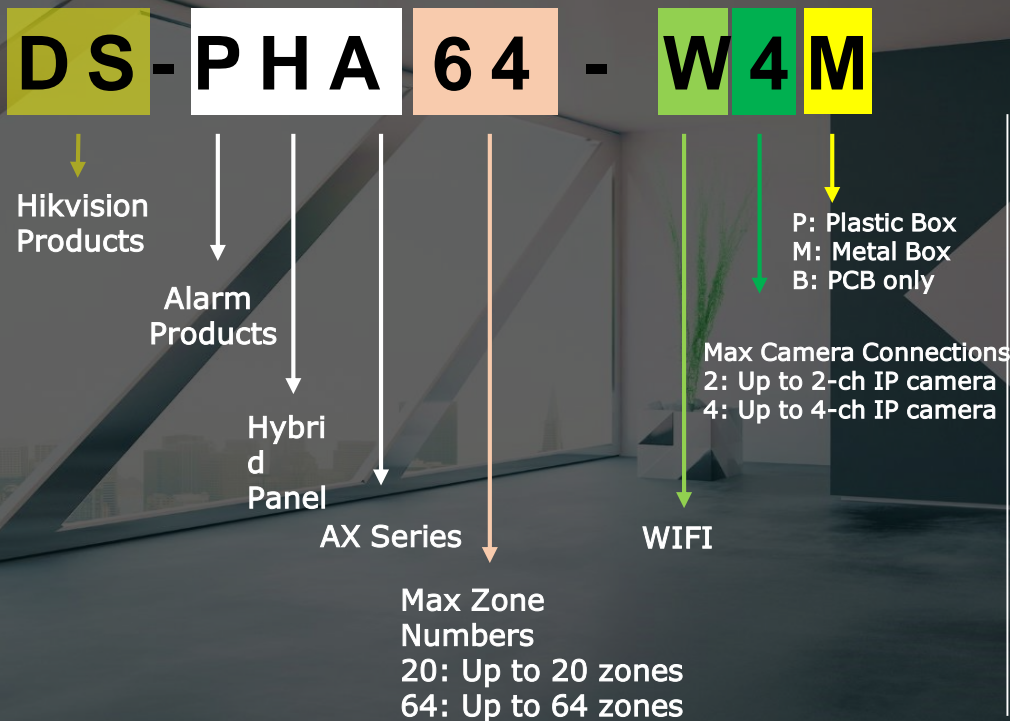 DS-PHA64 - W4M
Hikvision
Products
Alarm
Products
Hybri
d
Panel
AX Series
Max Zone
Numbers
20: Up to 20 zones
64: Up to 64 zones
WIFI
Max Camera Connections
2: Up to 2-ch IP camera
4: Up to 4-ch IP camera
P: Plastic Box
M: Metal Box
B: PCB only